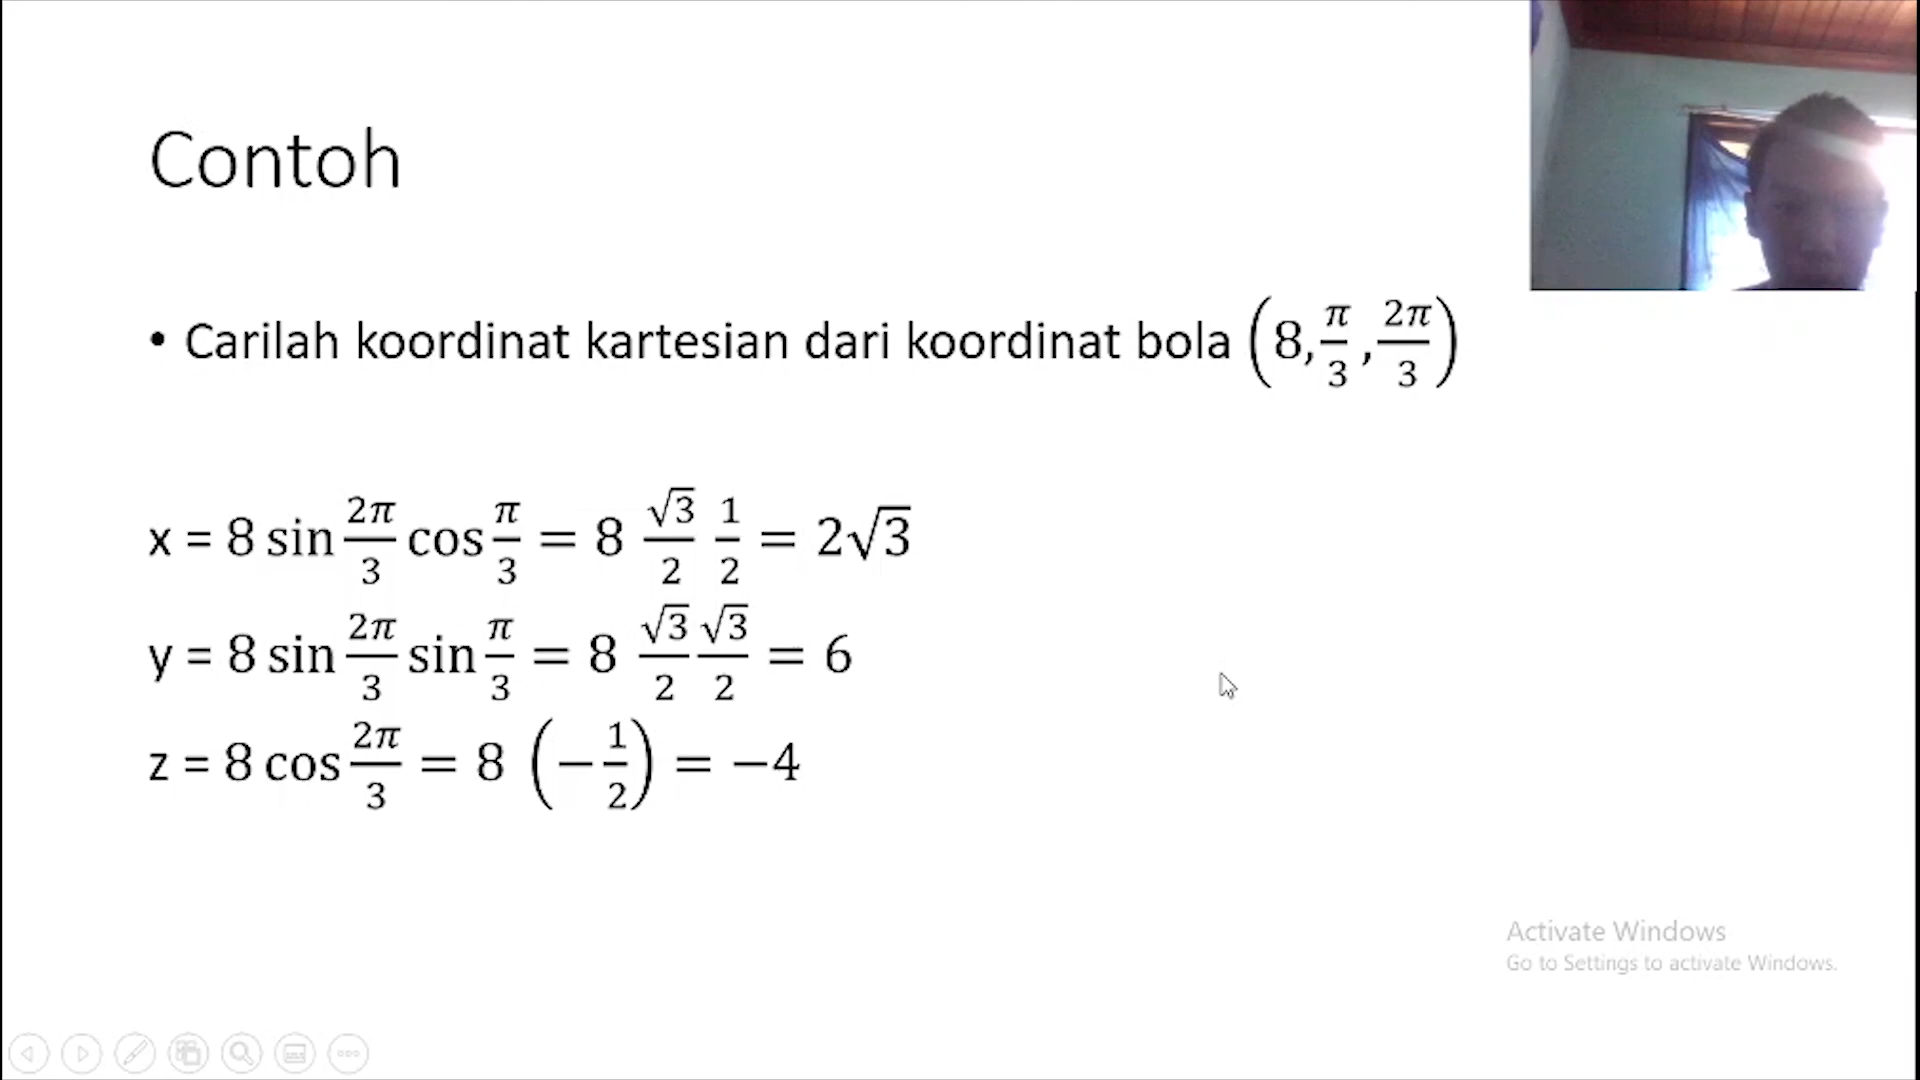 Contoh
• Carilah koordinat kartesian dari koordinat bola (8, π/3, 2π/3)
x = 8 sin 2π/3 cos π/3 = 8 √3/2 1/2 = 2√3
y = 8 sin 2π/3 sin π/3 = 8 √3/2 √3/2 = 6
z = 8 cos 2π/3 = 8 (−1/2) = −4
Activate Windows
Go to Settings to activate Windows.